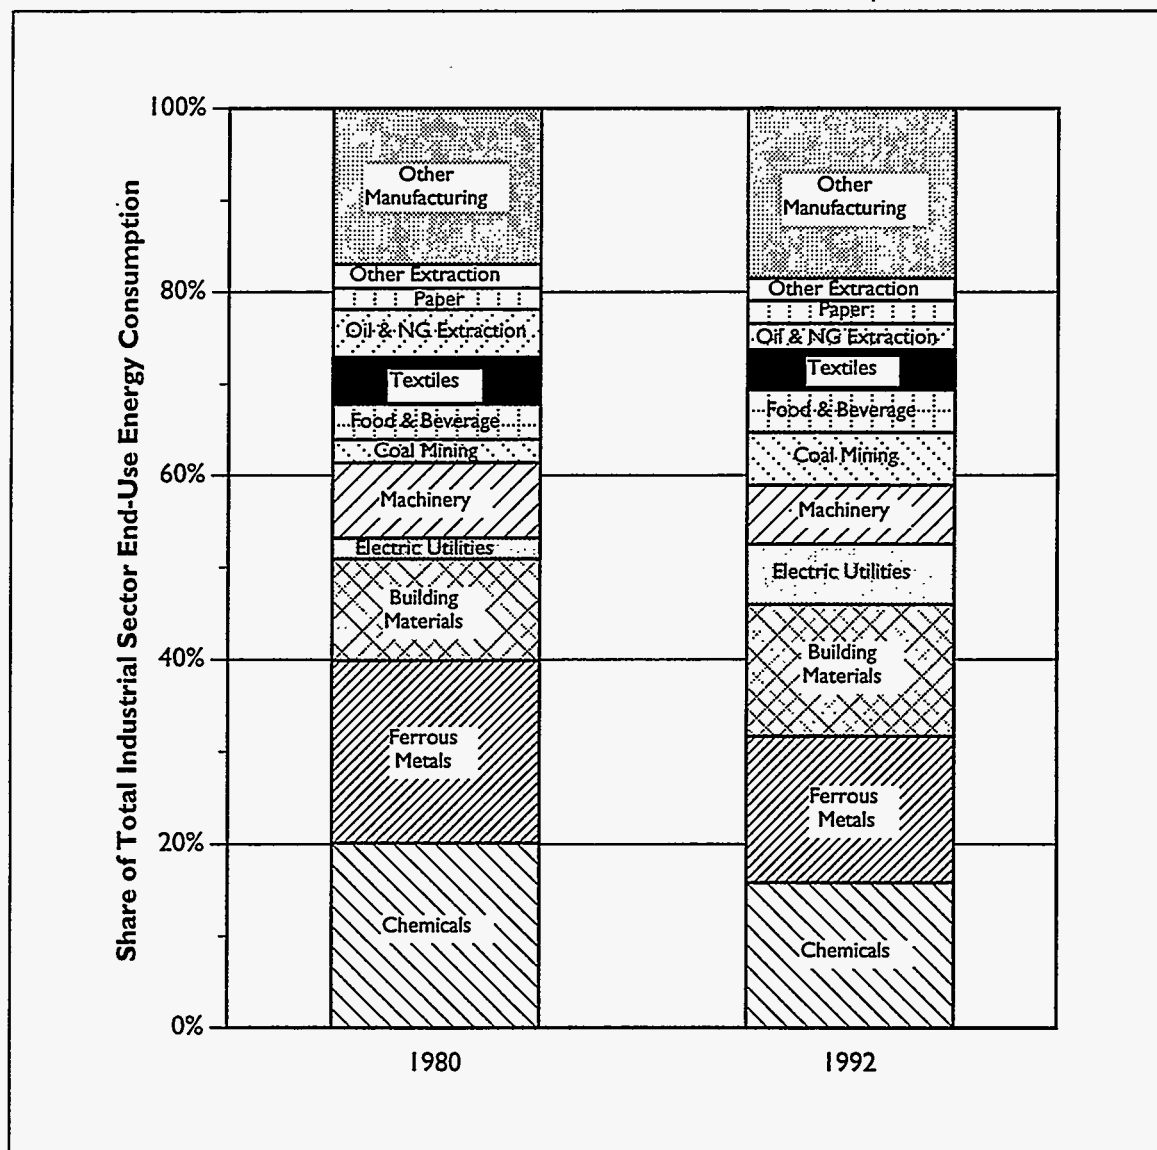 Share of Total Industrial Sector End-Use Energy Consumption
100%
80%
60%
40%
20%
0%
Other
Manufacturing
Other Extraction
Paper
Oil & NG Extraction
Textiles
Food & Beverage
Coal Mining
Machinery
Electric Utilities
Building
Materials
Ferrous
Metals
Chemicals
Other
Manufacturing
Other Extraction
Paper
Oil & NG Extraction
Textiles
Food & Beverage
Coal Mining
Machinery
Electric Utilities
Building
Materials
Ferrous
Metals
Chemicals
1980
1992